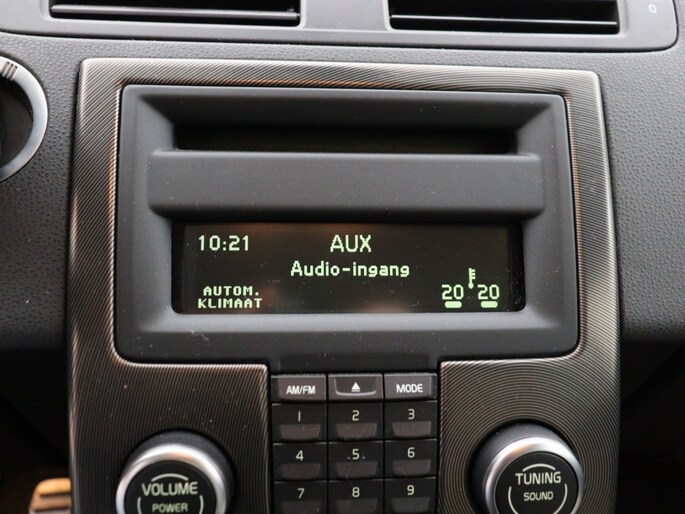 0
10:21 AUX
Audio-ingang
AUTOM.
KLIMAAT 20 20
AM/FM MODE
1 2 3
4 -5- 6
7 8 9
VOLUME
POWER
TUNING
SOUND